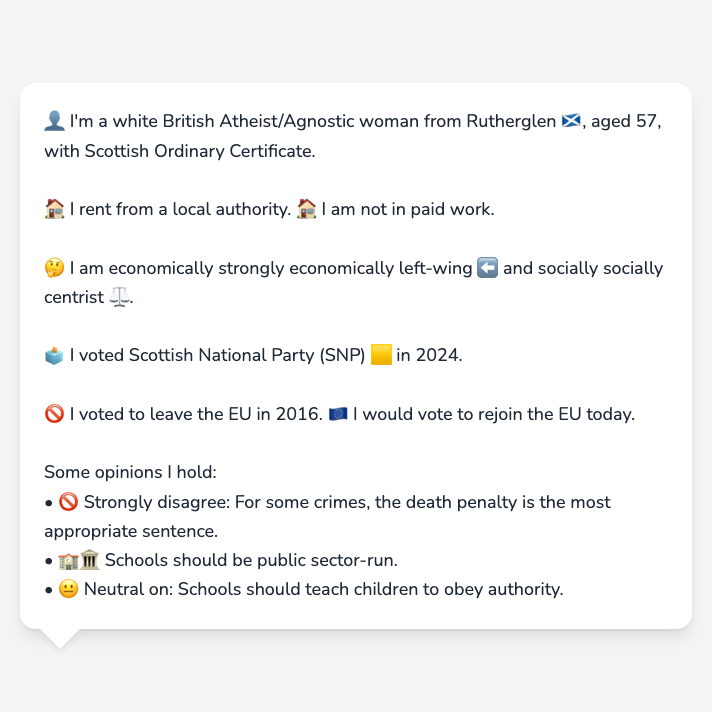 👤 I'm a white British Atheist/Agnostic woman from Rutherglen 🏴󠁧󠁢󠁳󠁣󠁴󠁿, aged 57,
with Scottish Ordinary Certificate.
🏠 I rent from a local authority. 🏠 I am not in paid work.
🤔 I am economically strongly economically left-wing ⬅️ and socially socially
centrist ⚖️.
🗳️ I voted Scottish National Party (SNP) 🟨 in 2024.
🚫 I voted to leave the EU in 2016. 🇪🇺 I would vote to rejoin the EU today.
Some opinions I hold:
• 🚫 Strongly disagree: For some crimes, the death penalty is the most
appropriate sentence.
• 🏫🏛️ Schools should be public sector-run.
• 😐 Neutral on: Schools should teach children to obey authority.